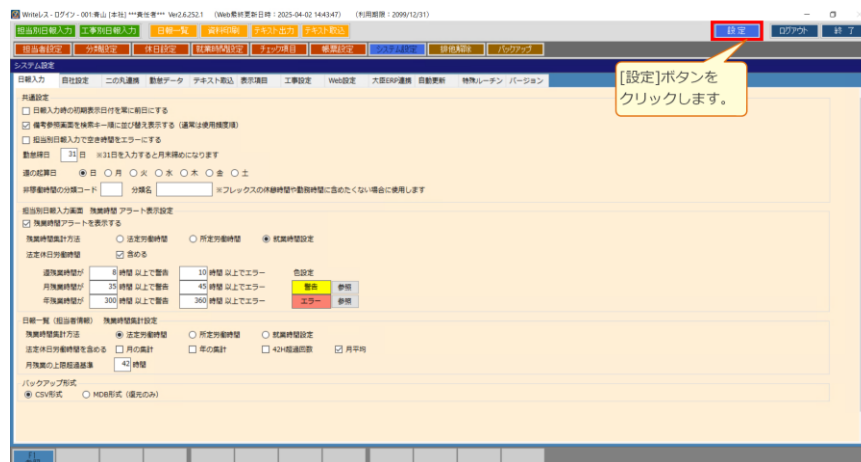 Writeレス - ログイン - 001:青山 [本社] ***責任者*** Ver2.6.252.1 (Web最終更新日時：2025-04-02 14:43:47) (利用期限：2099/12/31)
担当別日報入力 工事別日報入力 日報一覧 資料印刷 テキスト出力 テキスト取込 設定 ログアウト 終 了
担当者設定 分類設定 休日設定 就業時間設定 チェック項目 帳票設定 システム設定 排他解除 バックアップ
システム設定
日報入力 自社設定 二の丸連携 勤怠データ テキスト取込 表示項目 工事設定 Web設定 大臣ERP連携 自動更新 特殊ルーチン バージョン
[設定]ボタンを
クリックします。
共通設定
日報入力時の初期表示日付を常に前日にする
備考参照画面を検索キー順に並び替え表示する（通常は使用頻度順）
担当別日報入力で空き時間をエラーにする
勤怠締日 31 日 ※31日を入力すると月末締めになります
週の起算日 日 月 火 水 木 金 土
非稼働時間の分類コード 分類名 ※フレックスの休憩時間や勤務時間に含めたくない場合に使用します
担当別日報入力画面 残業時間 アラート表示設定
残業時間アラートを表示する
残業時間集計方法 法定労働時間 所定労働時間 就業時間設定
法定休日労働時間 含める
週残業時間が 8 時間 以上で警告 10 時間 以上でエラー 色設定
月残業時間が 35 時間 以上で警告 45 時間 以上でエラー 警告 参照
年残業時間が 300 時間 以上で警告 360 時間 以上でエラー エラー 参照
日報一覧（担当者情報） 残業時間集計設定
残業時間集計方法 法定労働時間 所定労働時間 就業時間設定
法定休日労働時間を含める 月の集計 年の集計 42H超過回数 月平均
月残業の上限超過基準 42 時間
バックアップ形式
CSV形式 MDB形式（復元のみ）
F1